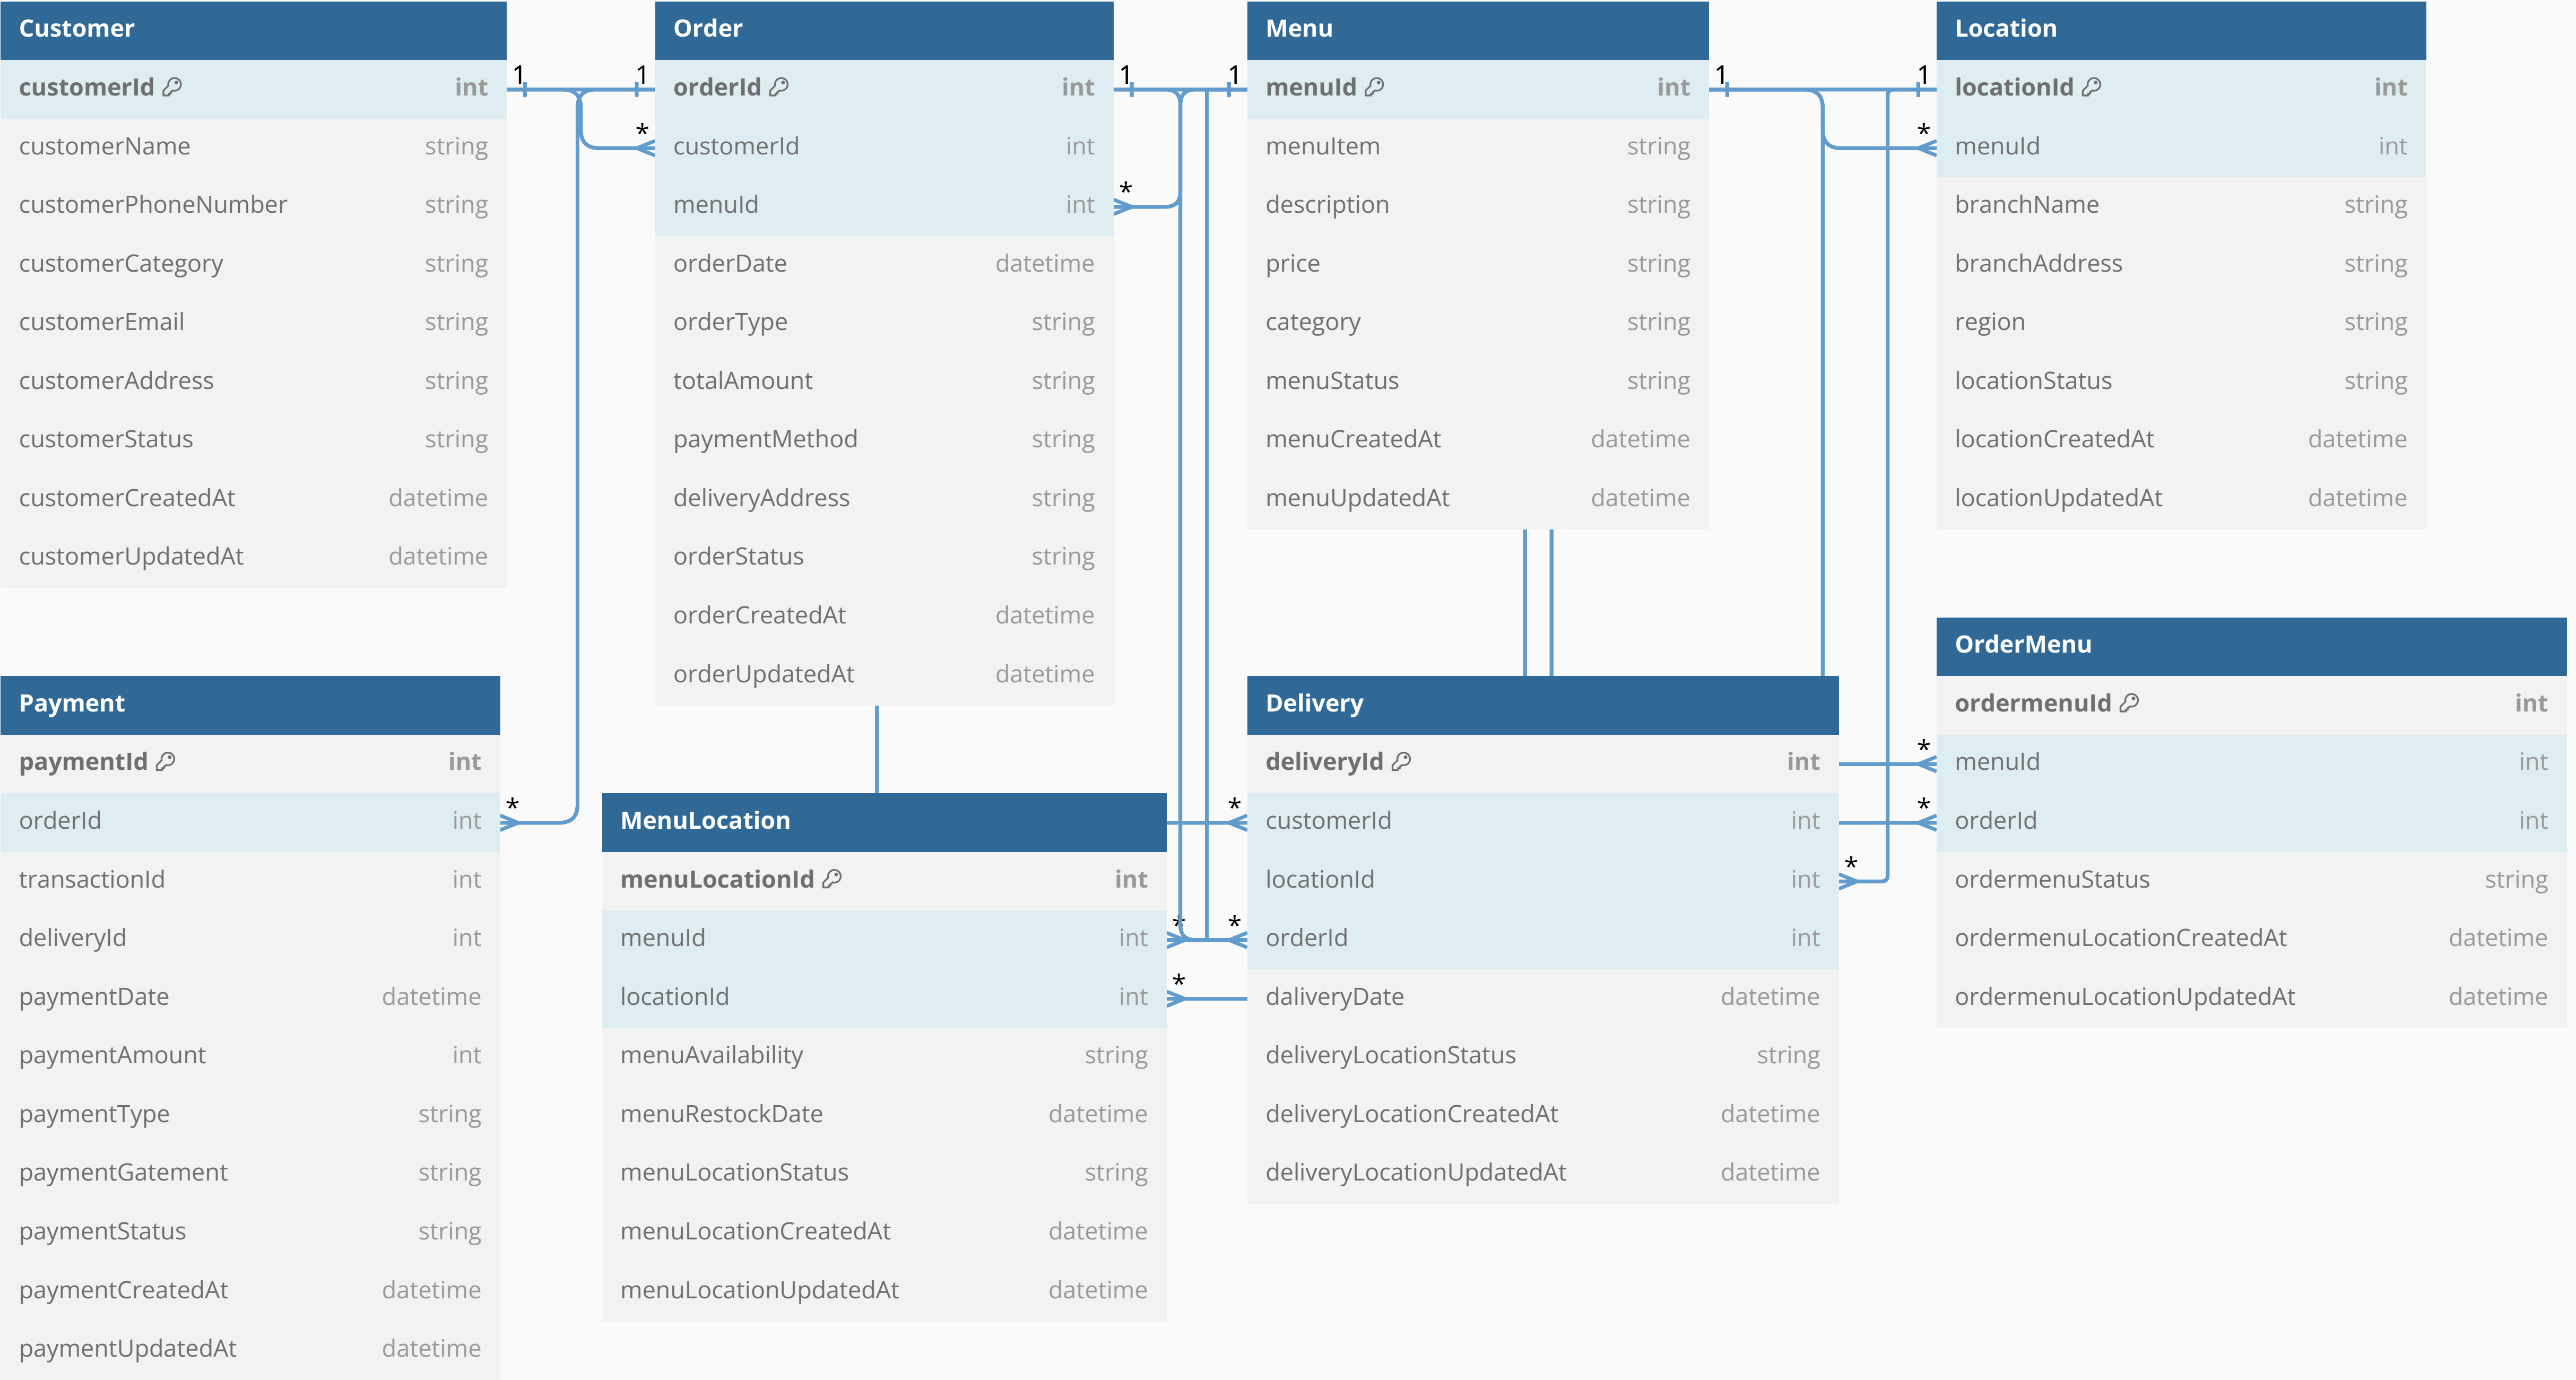 Customer
customerId int
customerName string
customerPhoneNumber string
customerCategory string
customerEmail string
customerAddress string
customerStatus string
customerCreatedAt datetime
customerUpdatedAt datetime
1
1
*
Order
orderId int
customerId int
menuId int
orderDate datetime
orderType string
totalAmount string
paymentMethod string
deliveryAddress string
orderStatus string
orderCreatedAt datetime
orderUpdatedAt datetime
1
1
*
Menu
menuId int
menuItem string
description string
price string
category string
menuStatus string
menuCreatedAt datetime
menuUpdatedAt datetime
1
1
*
Location
locationId int
menuId int
branchName string
branchAddress string
region string
locationStatus string
locationCreatedAt datetime
locationUpdatedAt datetime
Payment
paymentId int
orderId int
transactionId int
deliveryId int
paymentDate datetime
paymentAmount int
paymentType string
paymentGatement string
paymentStatus string
paymentCreatedAt datetime
paymentUpdatedAt datetime
*
MenuLocation
menuLocationId int
menuId int
locationId int
menuAvailability string
menuRestockDate datetime
menuLocationStatus string
menuLocationCreatedAt datetime
menuLocationUpdatedAt datetime
*
* *
*
Delivery
deliveryId int
customerId int
locationId int
orderId int
daliveryDate datetime
deliveryLocationStatus string
deliveryLocationCreatedAt datetime
deliveryLocationUpdatedAt datetime
*
*
*
OrderMenu
ordermenuId int
menuId int
orderId int
ordermenuStatus string
ordermenuLocationCreatedAt datetime
ordermenuLocationUpdatedAt datetime